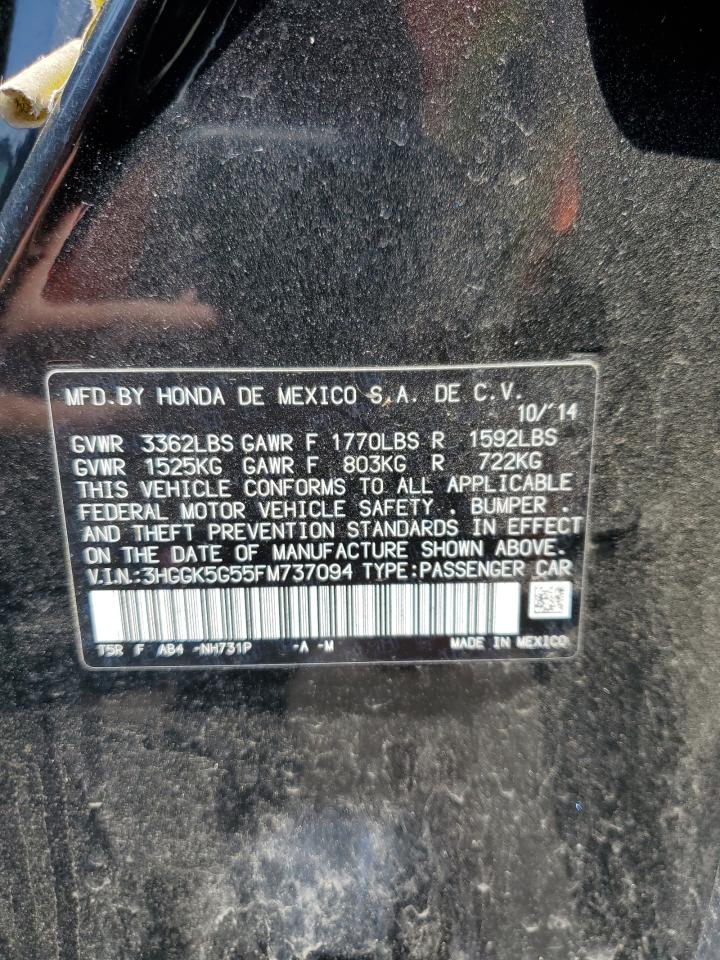 MFD.BY HONDA DE MEXICO S.A. DE C.V.
10/'14
GVWR 3362LBS GAWR F 1770LBS R 1592LBS
GVWR 1525KG GAWR F 803KG R 722KG
THIS VEHICLE CONFORMS TO ALL APPLICABLE
FEDERAL MOTOR VEHICLE SAFETY . BUMPER .
AND THEFT PREVENTION STANDARDS IN EFFECT
ON THE DATE OF MANUFACTURE SHOWN ABOVE.
V.I.N.:3HGGK5G55FM737094 TYPE:PASSENGER CAR
T5R F AB4 -NH731P -A -M MADE IN MEXICO